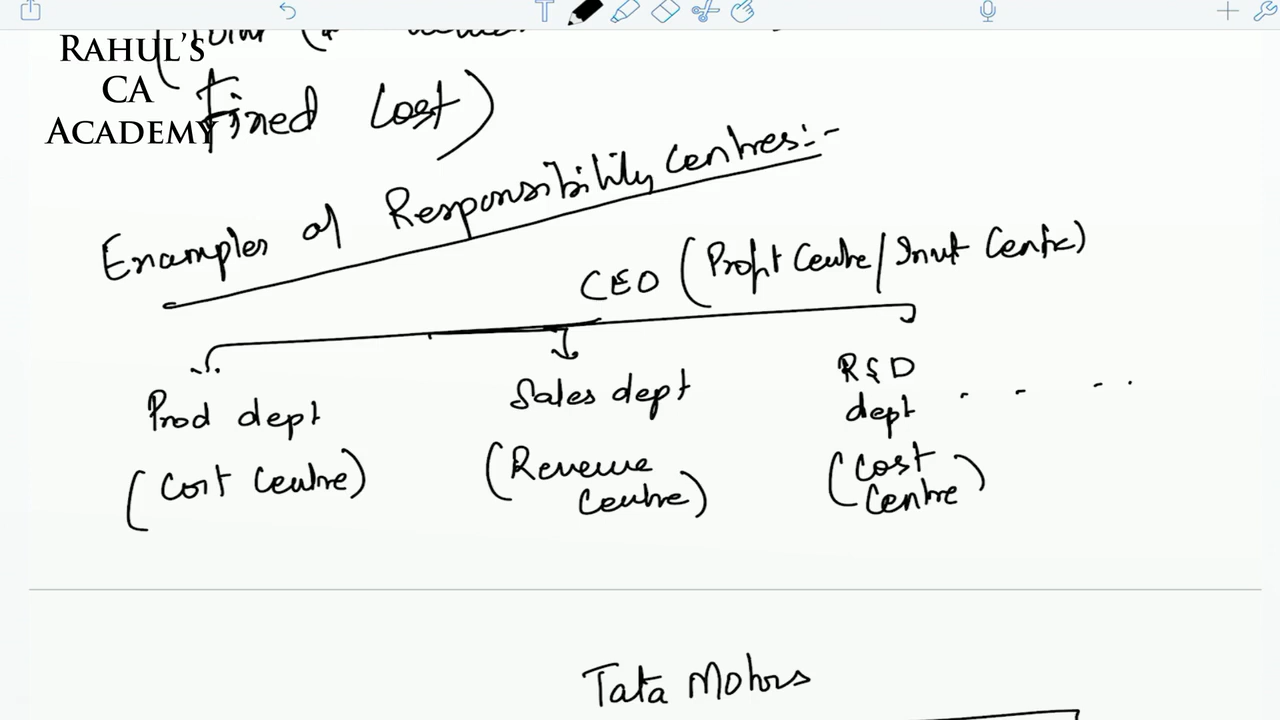 RAHUL'S
CA
ACADEMY
Fixed Cost)
Examples of Responsibility Centres:-
CEO (Profit Centre/Invt Centre)
Prod dept
Sales dept
R&D
dept . - - .
(Cost Centre)
(Revenue
Centre)
(Cost
Centre)
Tata Motors